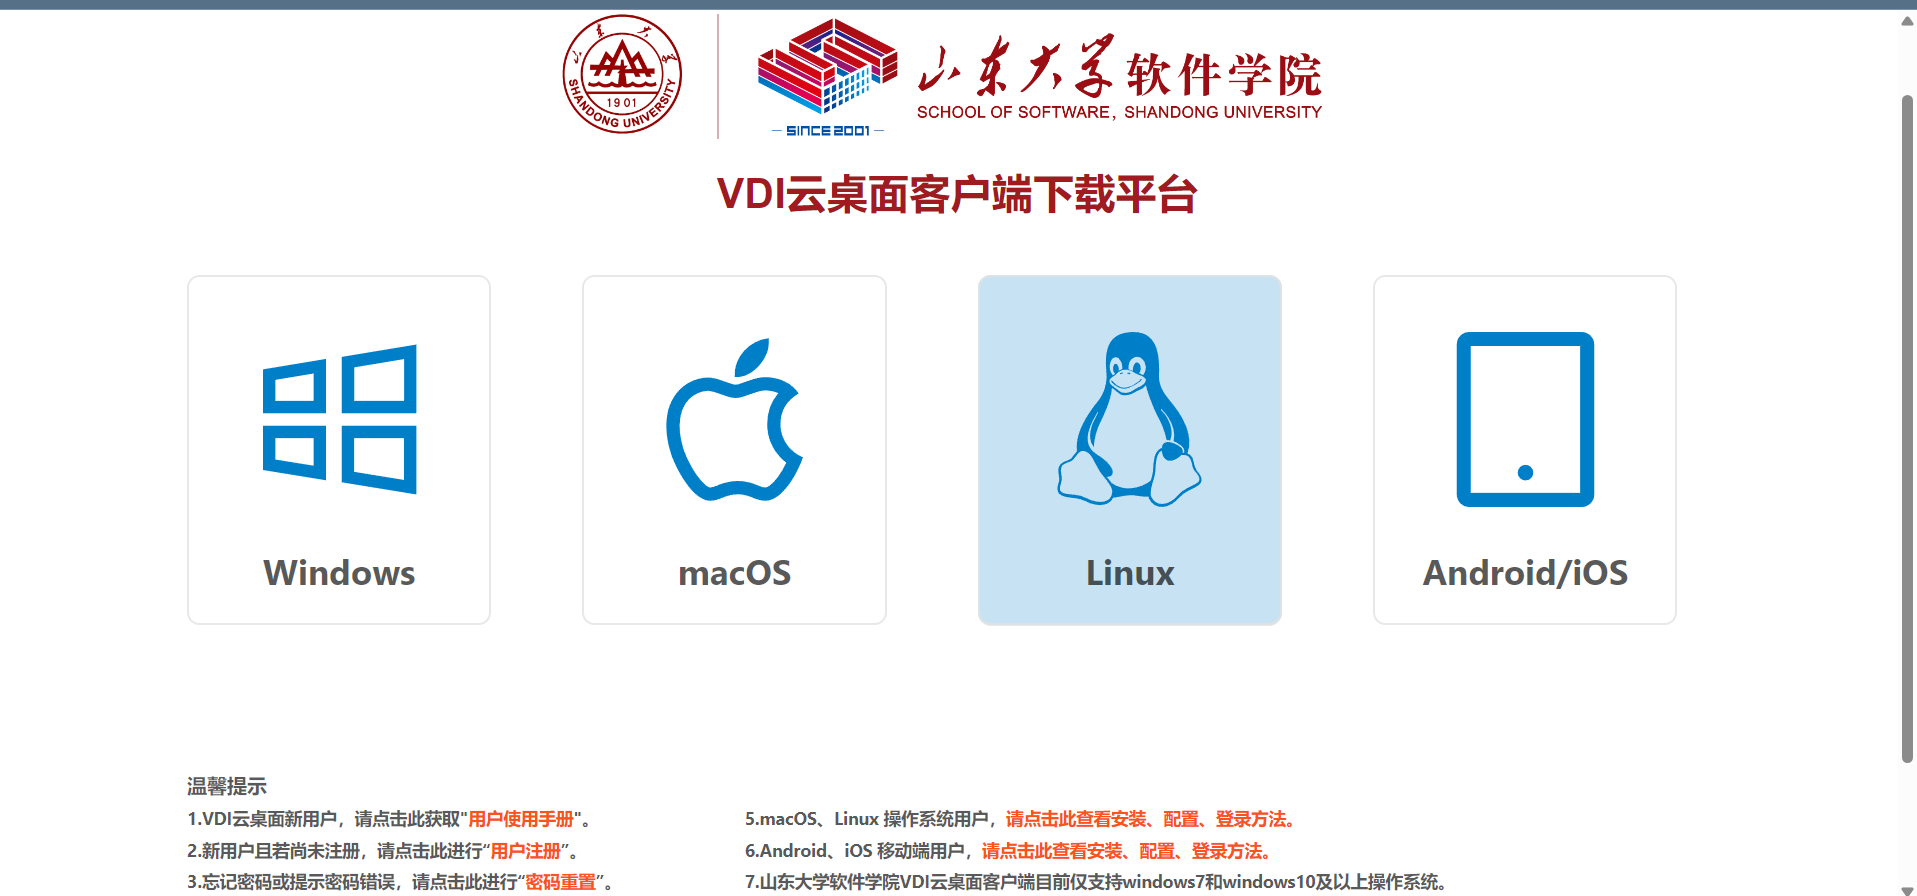 山东大学
SHANDONG UNIVERSITY
1901
SINCE 2001
山东大学软件学院
SCHOOL OF SOFTWARE, SHANDONG UNIVERSITY
VDI云桌面客户端下载平台
Windows
macOS
Linux
Android/iOS
温馨提示
1.VDI云桌面新用户，请点击此获取"用户使用手册"。
2.新用户且若尚未注册，请点击此进行“用户注册”。
3.忘记密码或提示密码错误，请点击此进行“密码重置”。
5.macOS、Linux 操作系统用户，请点击此查看安装、配置、登录方法。
6.Android、iOS 移动端用户，请点击此查看安装、配置、登录方法。
7.山东大学软件学院VDI云桌面客户端目前仅支持windows7和windows10及以上操作系统。